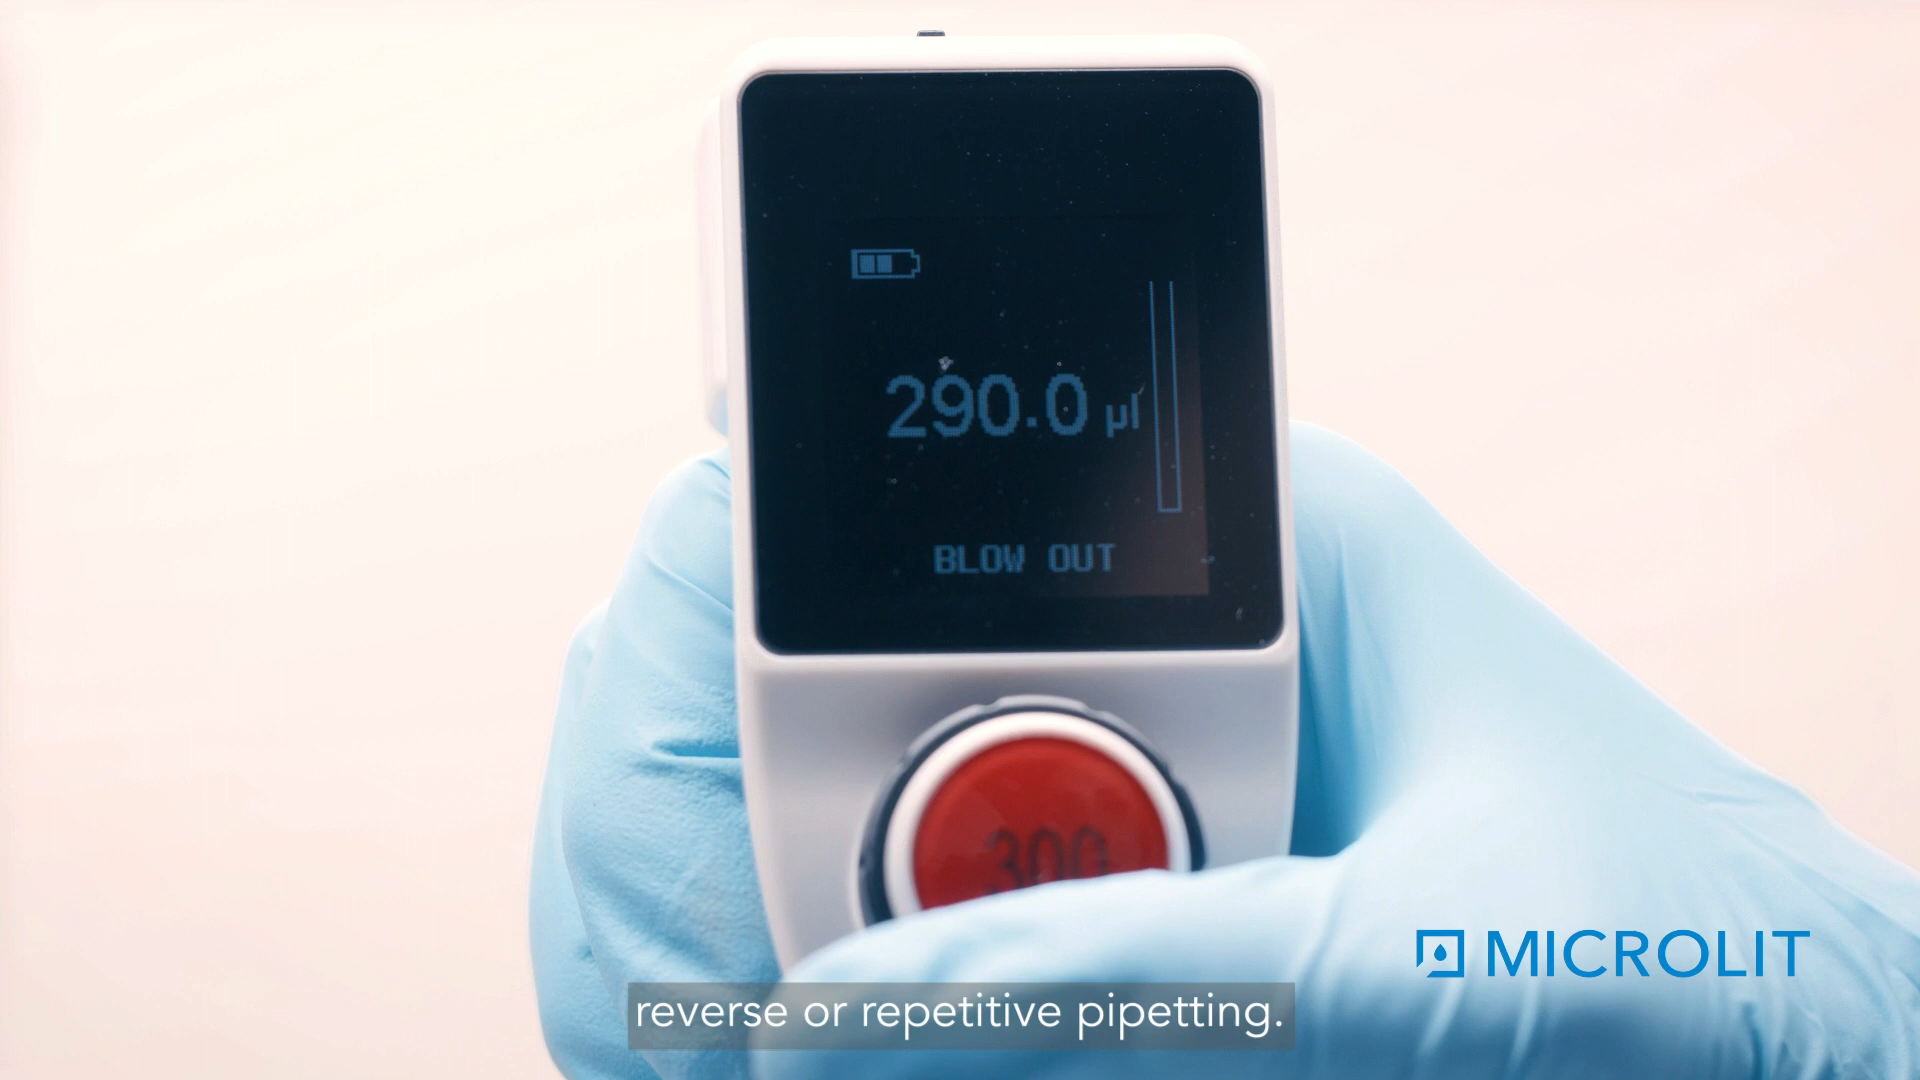 290.0 µl
BLOW OUT
300
MICROLIT
reverse or repetitive pipetting.